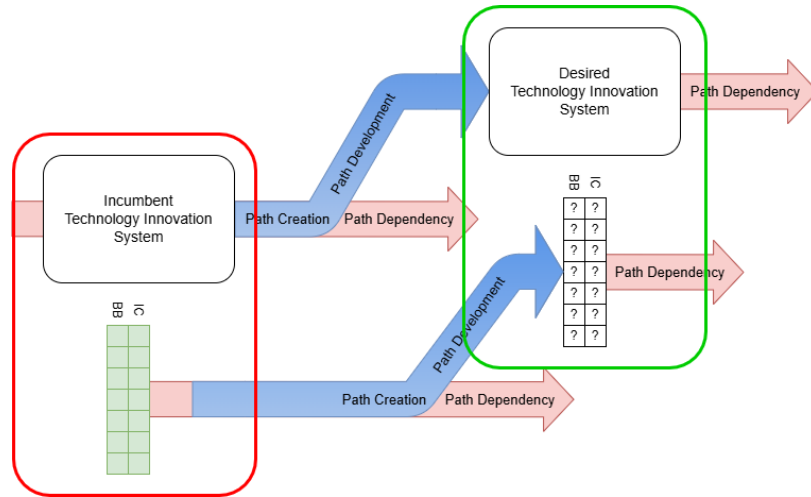 Desired
Technology Innovation
System
Path Dependency
Path Development
Incumbent
Technology Innovation
System
Path Creation
Path Dependency
BB
IC
? ?
? ?
? ?
? ?
? ?
? ?
? ?
Path Dependency
Path Development
BB
IC
Path Creation
Path Dependency